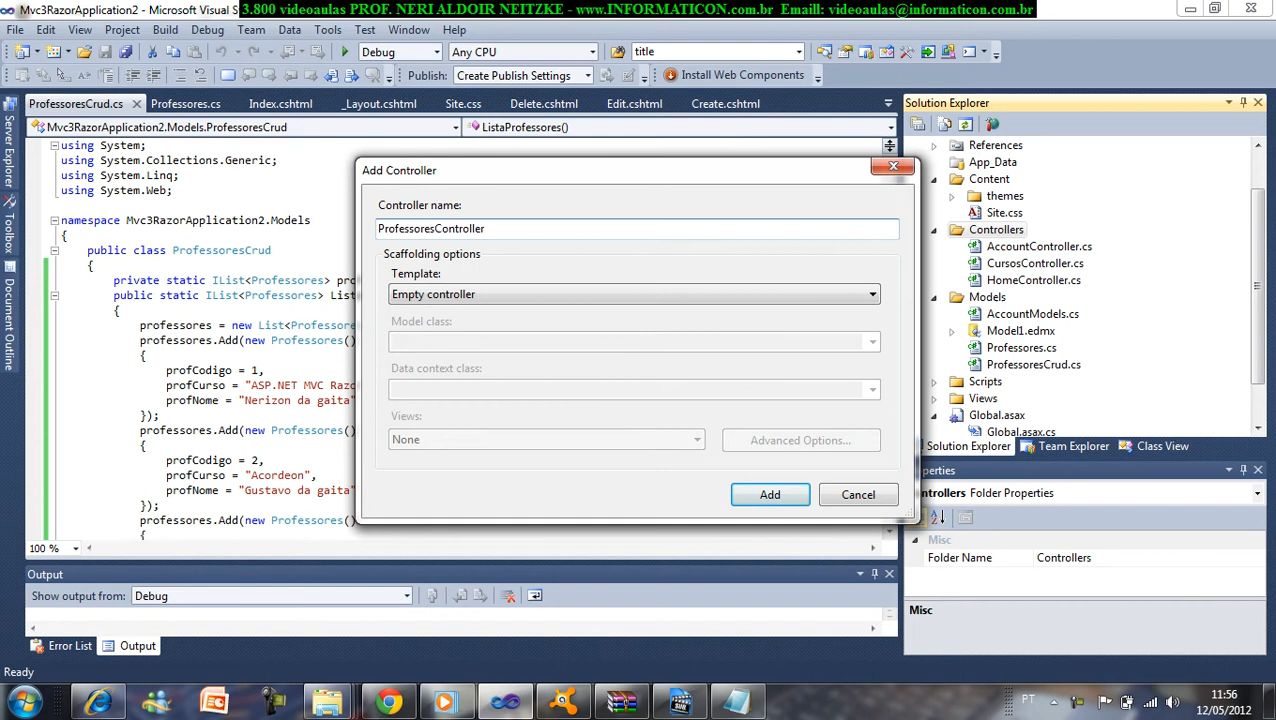 Mvc3RazorApplication2 - Microsoft Visual S
3.800 videoaulas PROF. NERI ALDOIR NEITZKE - www.INFORMATICON.com.br Emaill: videoaulas@informaticon.com.br
File Edit View Project Build Debug Team Data Tools Test Window Help
Debug Any CPU title
Publish: Create Publish Settings Install Web Components
ProfessoresCrud.cs Professores.cs Index.cshtml _Layout.cshtml Site.css Delete.cshtml Edit.cshtml Create.cshtml
Mvc3RazorApplication2.Models.ProfessoresCrud ListaProfessores()
Server Explorer
Toolbox
Document Outline
using System;
using System.Collections.Generic;
using System.Linq;
using System.Web;
namespace Mvc3RazorApplication2.Models
{
public class ProfessoresCrud
{
private static IList<Professores> pro
public static IList<Professores> List
{
professores = new List<Professore
professores.Add(new Professores()
{
profCodigo = 1,
profCurso = "ASP.NET MVC Razo
profNome = "Nerizon da gaita"
});
professores.Add(new Professores()
{
profCodigo = 2,
profCurso = "Acordeon",
profNome = "Gustavo da gaita"
});
professores.Add(new Professores()
{
100 %
Add Controller
Controller name:
ProfessoresController
Scaffolding options
Template:
Empty controller
Model class:
Data context class:
Views:
None
Advanced Options...
Add
Cancel
Solution Explorer
References
App_Data
Content
themes
Site.css
Controllers
AccountController.cs
CursosController.cs
HomeController.cs
Models
AccountModels.cs
Model1.edmx
Professores.cs
ProfessoresCrud.cs
Scripts
Views
Global.asax
Global.asax.cs
Solution Explorer Team Explorer Class View
operties
ntrollers Folder Properties
Misc
Folder Name Controllers
Misc
Output
Show output from: Debug
Error List Output
Ready
PT
11:56
12/05/2012